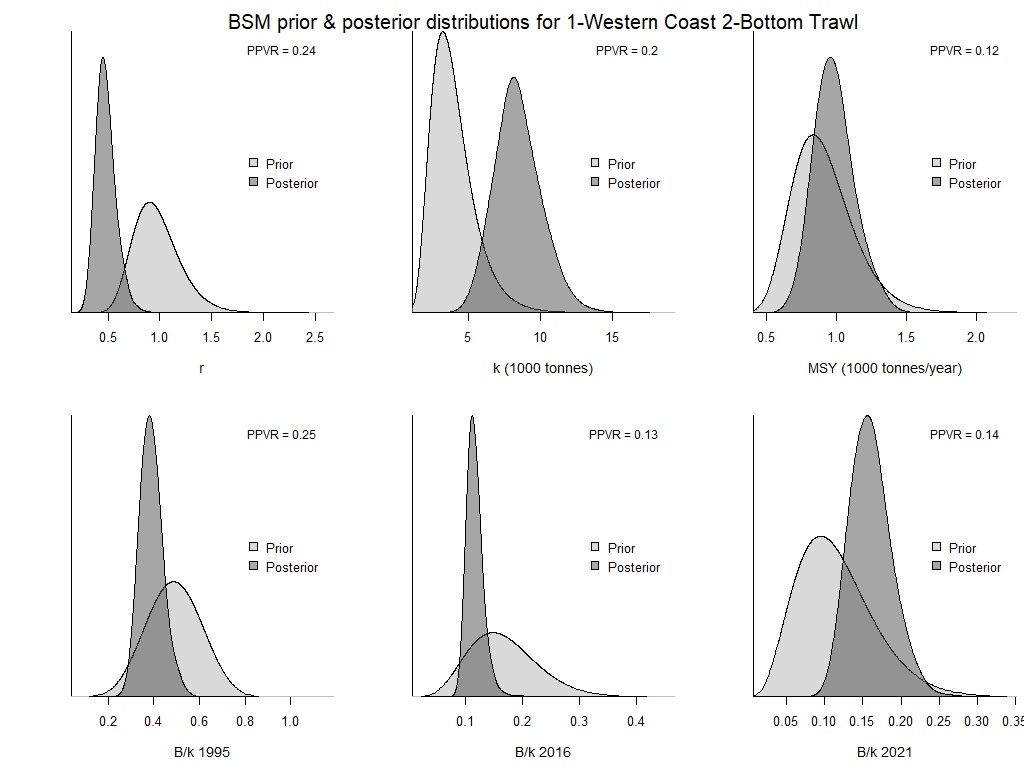 BSM prior & posterior distributions for 1-Western Coast 2-Bottom Trawl
PPVR = 0.24
Prior
Posterior
0.5 1.0 1.5 2.0 2.5
r
PPVR = 0.2
Prior
Posterior
5 10 15
k (1000 tonnes)
PPVR = 0.12
Prior
Posterior
0.5 1.0 1.5 2.0
MSY (1000 tonnes/year)
PPVR = 0.25
Prior
Posterior
0.2 0.4 0.6 0.8 1.0
B/k 1995
PPVR = 0.13
Prior
Posterior
0.1 0.2 0.3 0.4
B/k 2016
PPVR = 0.14
Prior
Posterior
0.05 0.10 0.15 0.20 0.25 0.30 0.35
B/k 2021